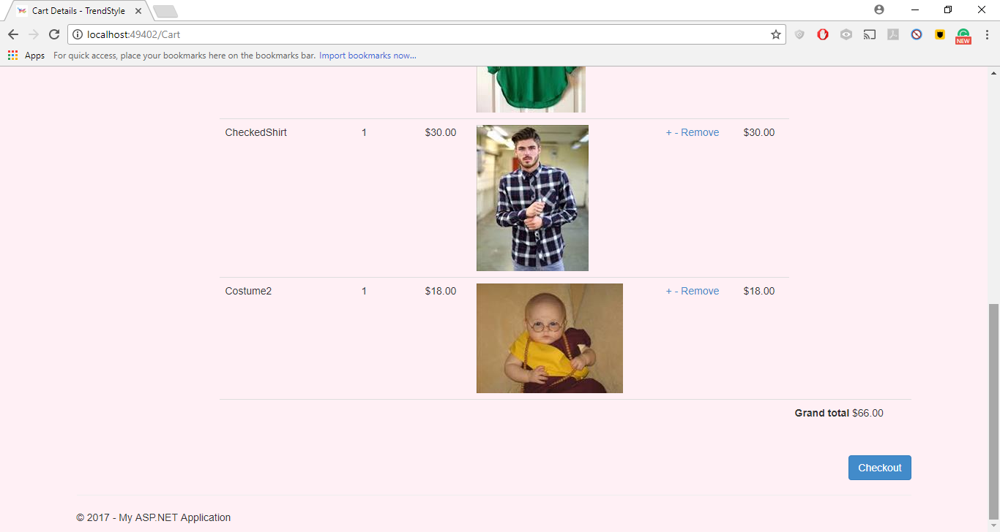 Cart Details - TrendStyle
localhost:49402/Cart
NEW
Apps For quick access, place your bookmarks here on the bookmarks bar. Import bookmarks now...
CheckedShirt 1 $30.00 + - Remove $30.00
Costume2 1 $18.00 + - Remove $18.00
Grand total $66.00
Checkout
© 2017 - My ASP.NET Application